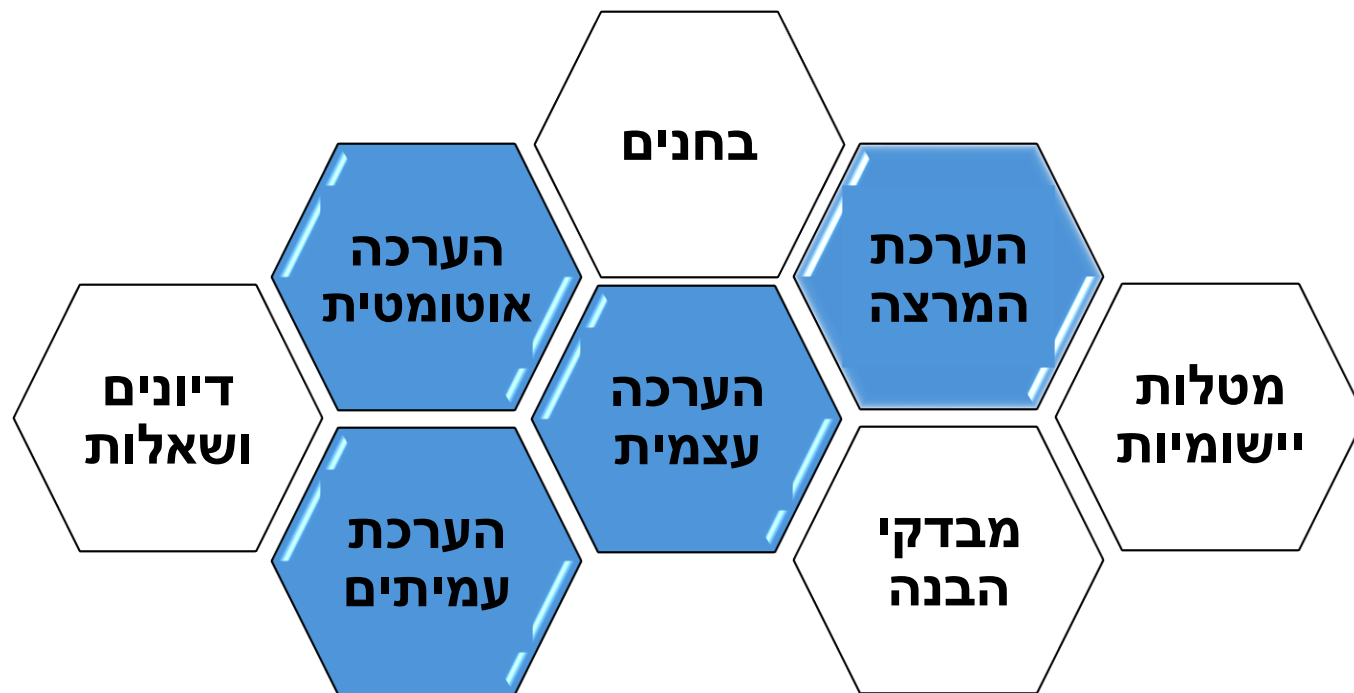 בחנים
הערכת
המרצה
הערכה
אוטומטית
מטלות
יישומיות
הערכה
עצמית
דיונים
ושאלות
מבדקי
הבנה
הערכת
עמיתים